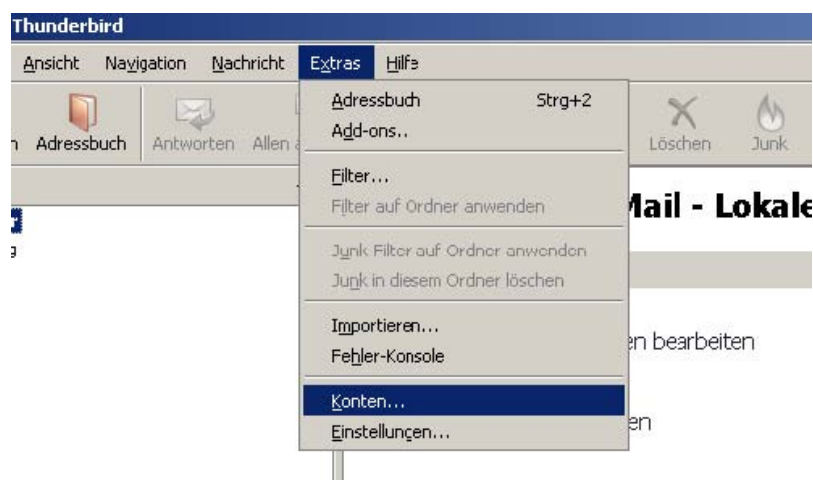 Thunderbird
Ansicht Navigation Nachricht Extras Hilfe
Adressbuch Antworten Allen Löschen Junk
Adressbuch Strg+2
Add-ons..
Filter...
Filter auf Ordner anwenden
Junk Filter auf Ordner anwenden
Junk in diesem Ordner löschen
Importieren...
Fehler-Konsole
Konten...
Einstellungen...
Mail - Lokale
en bearbeiten
en